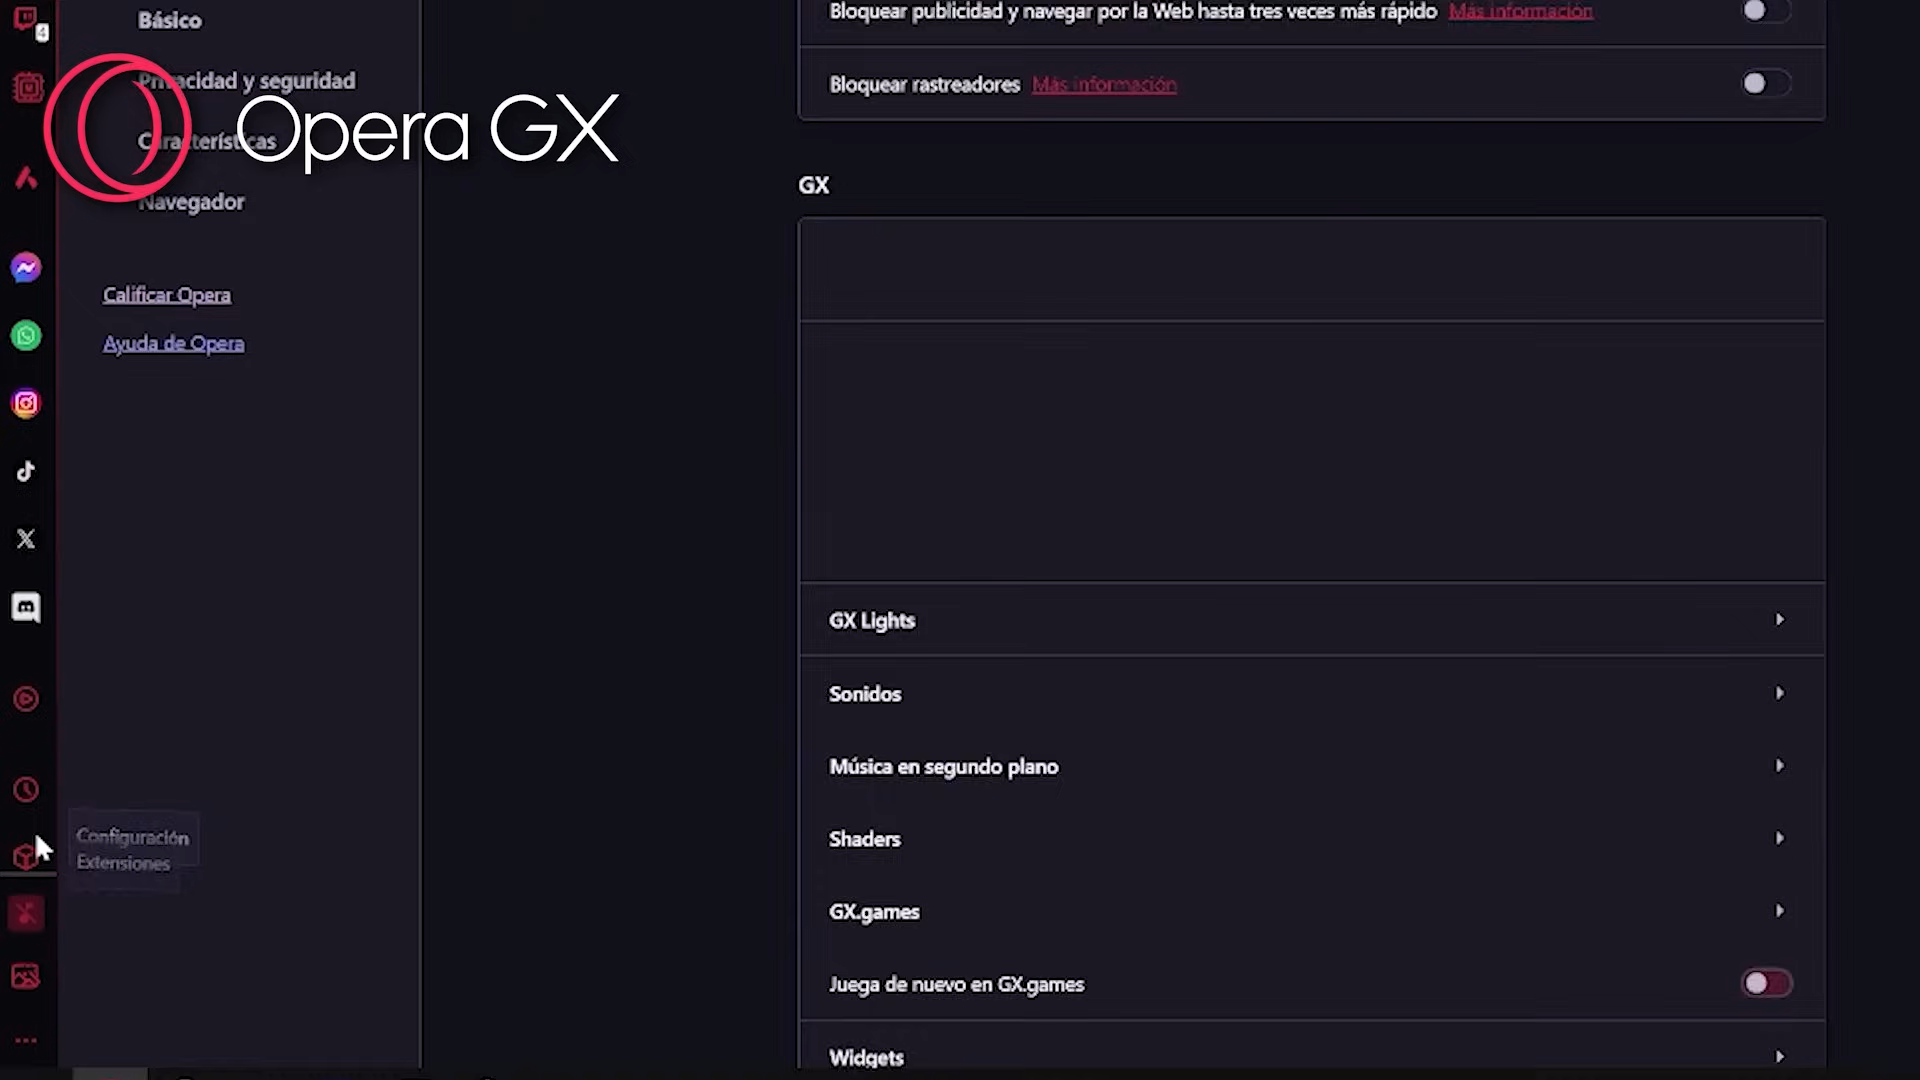 4
Básico
Privacidad y seguridad
Características
Navegador
Opera GX
Calificar Opera
Ayuda de Opera
Configuración
Extensiones
Bloquear publicidad y navegar por la Web hasta tres veces más rápido Más información
Bloquear rastreadores Más información
GX
GX Lights
Sonidos
Música en segundo plano
Shaders
GX.games
Juega de nuevo en GX.games
Widgets